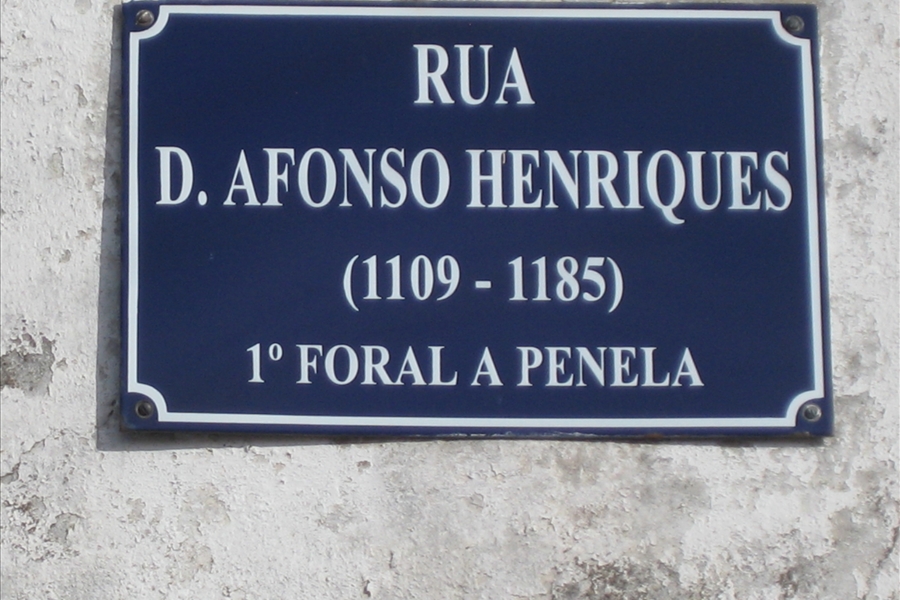 RUA
D. AFONSO HENRIQUES
(1109 - 1185)
1º FORAL A PENELA